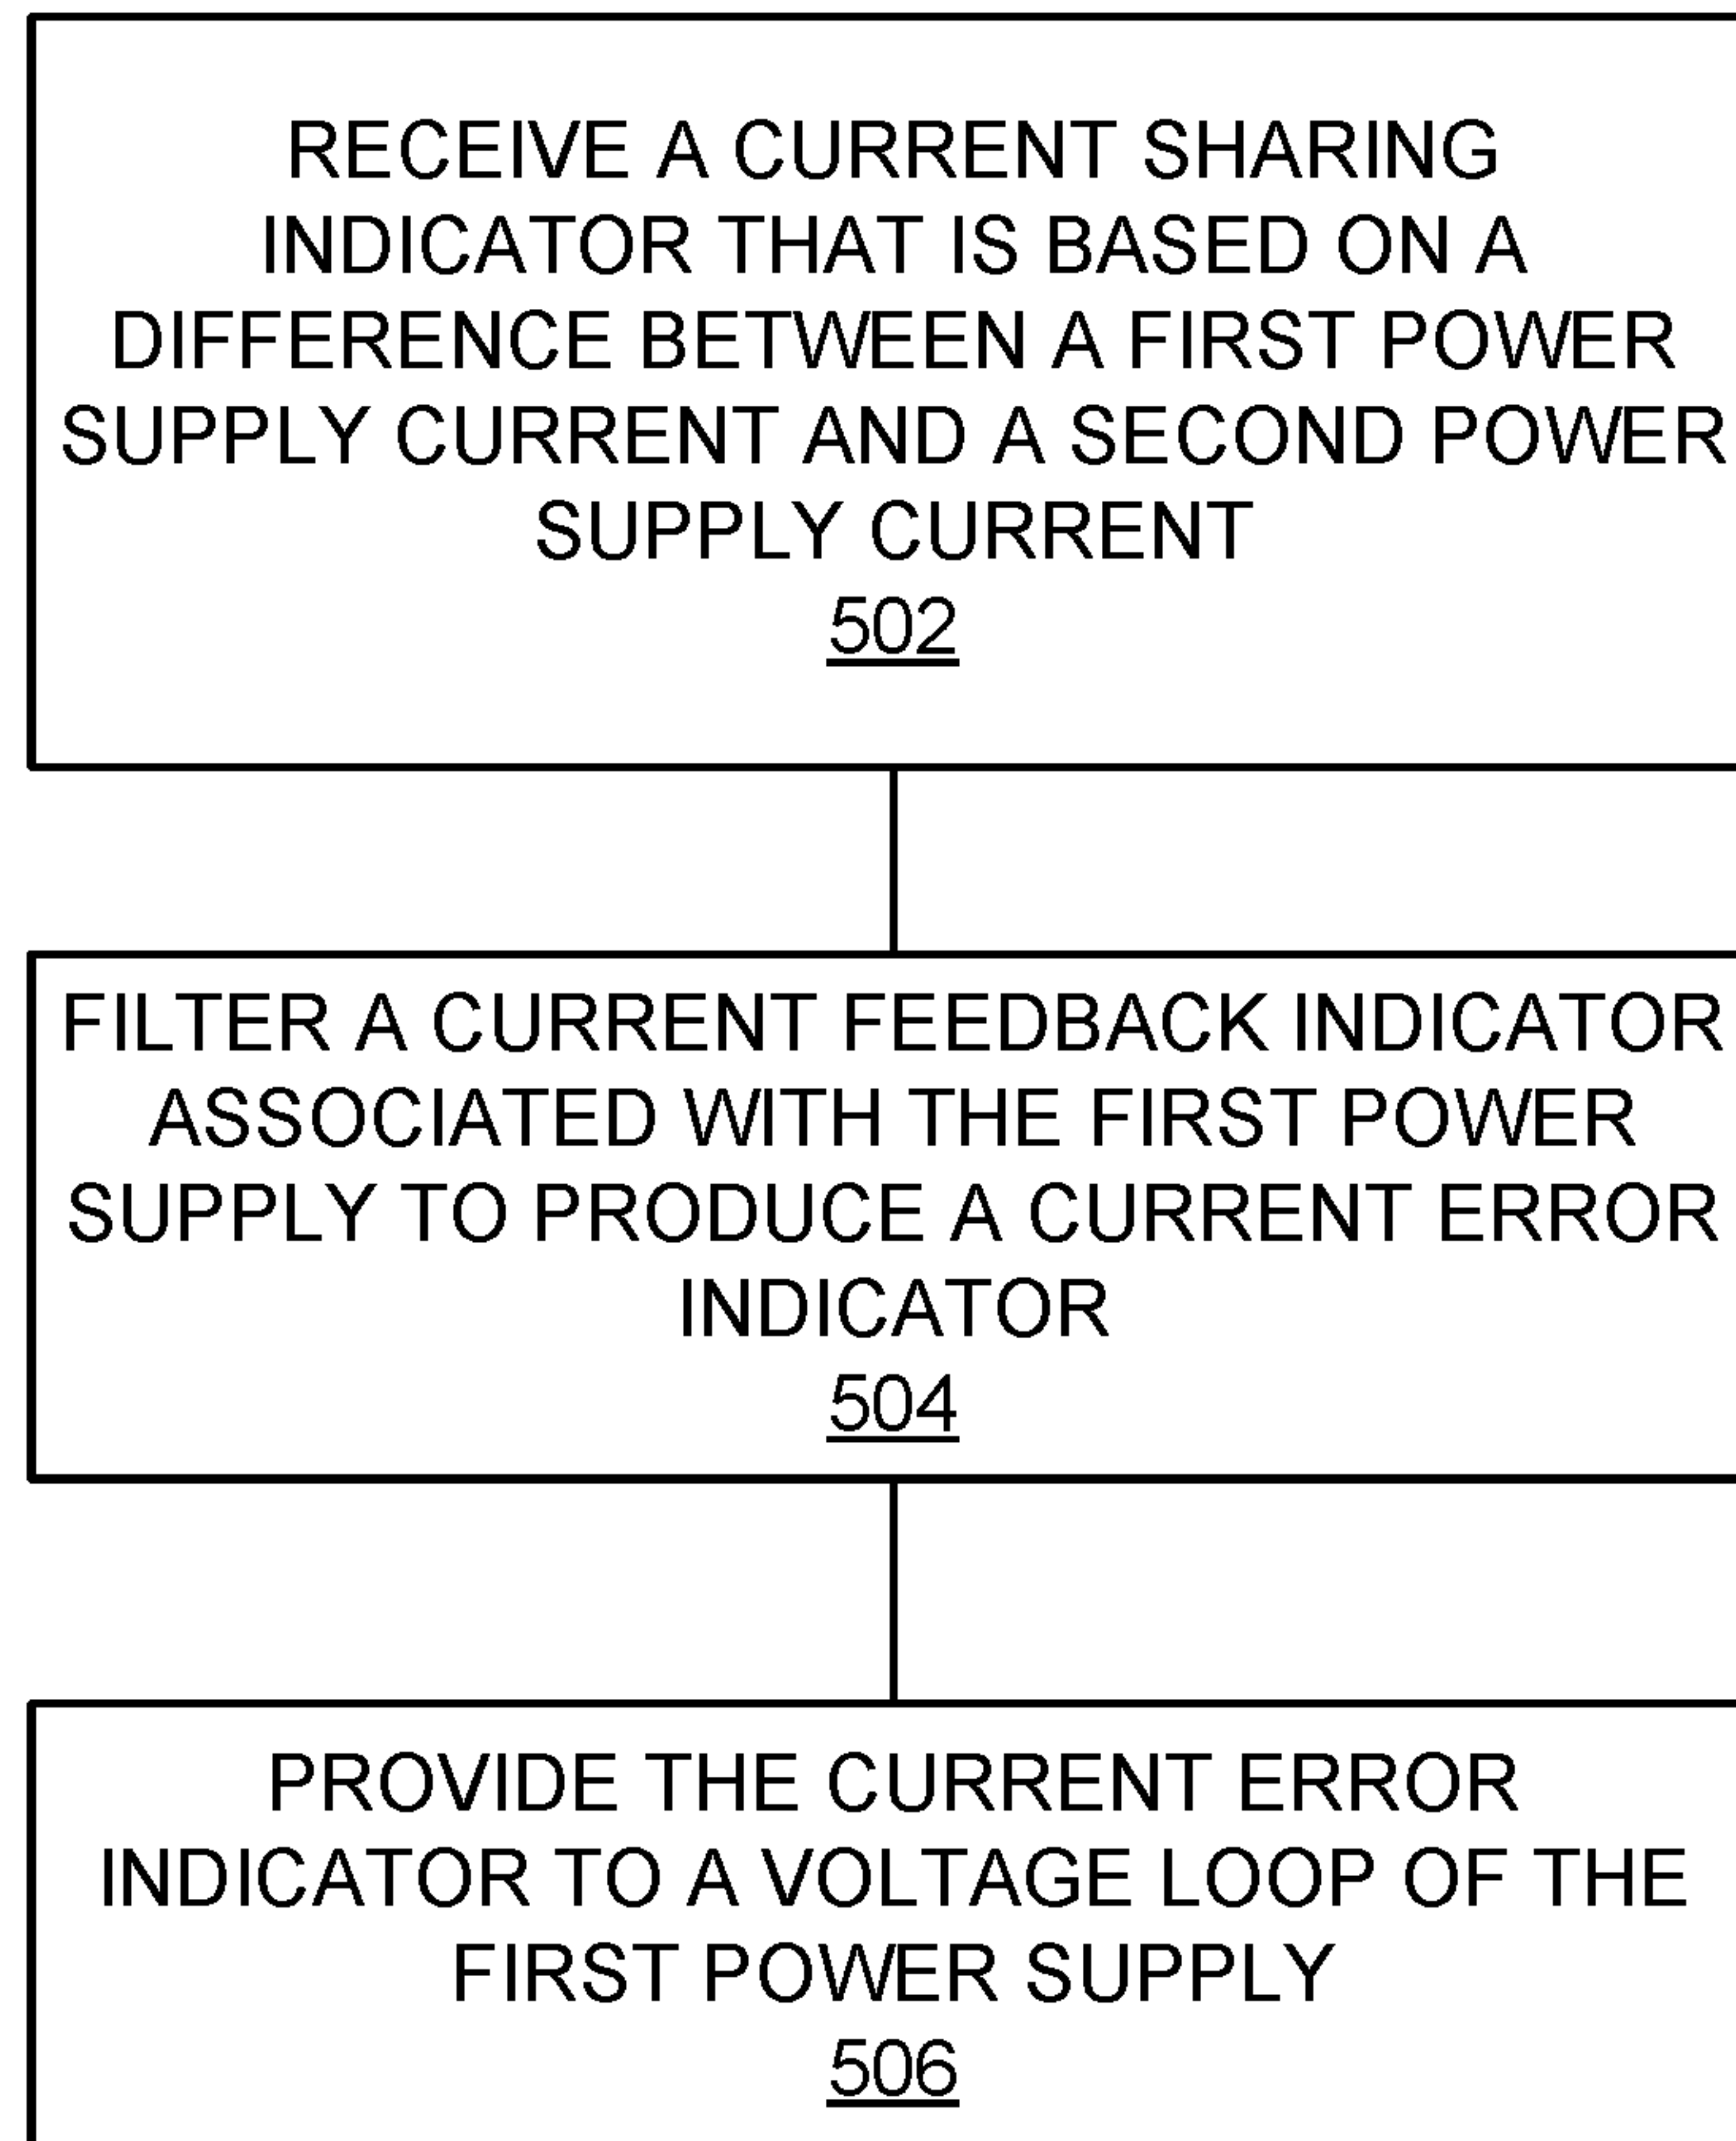 RECEIVE A CURRENT SHARING
INDICATOR THAT IS BASED ON A
DIFFERENCE BETWEEN A FIRST POWER
SUPPLY CURRENT AND A SECOND POWER
SUPPLY CURRENT
502
FILTER A CURRENT FEEDBACK INDICATOR
ASSOCIATED WITH THE FIRST POWER
SUPPLY TO PRODUCE A CURRENT ERROR
INDICATOR
504
PROVIDE THE CURRENT ERROR
INDICATOR TO A VOLTAGE LOOP OF THE
FIRST POWER SUPPLY
506